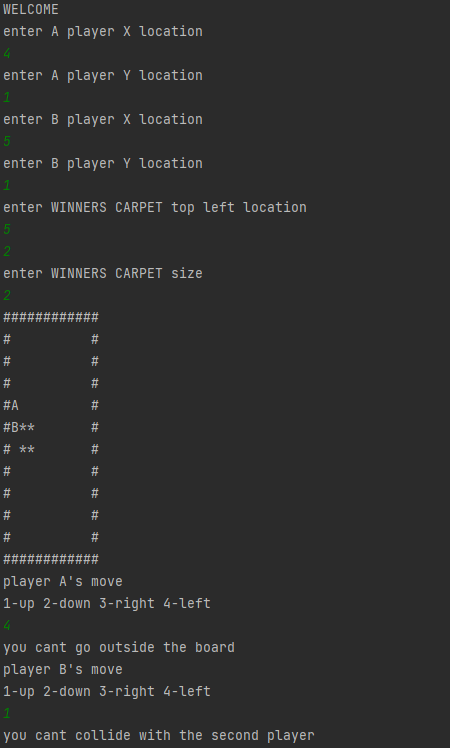 WELCOME
enter A player X location
4
enter A player Y location
1
enter B player X location
5
enter B player Y location
1
enter WINNERS CARPET top left location
5
2
enter WINNERS CARPET size
2
############
#          #
#          #
#          #
#A         #
#B**       #
# **       #
#          #
#          #
#          #
#          #
############
player A's move
1-up 2-down 3-right 4-left
4
you cant go outside the board
player B's move
1-up 2-down 3-right 4-left
1
you cant collide with the second player